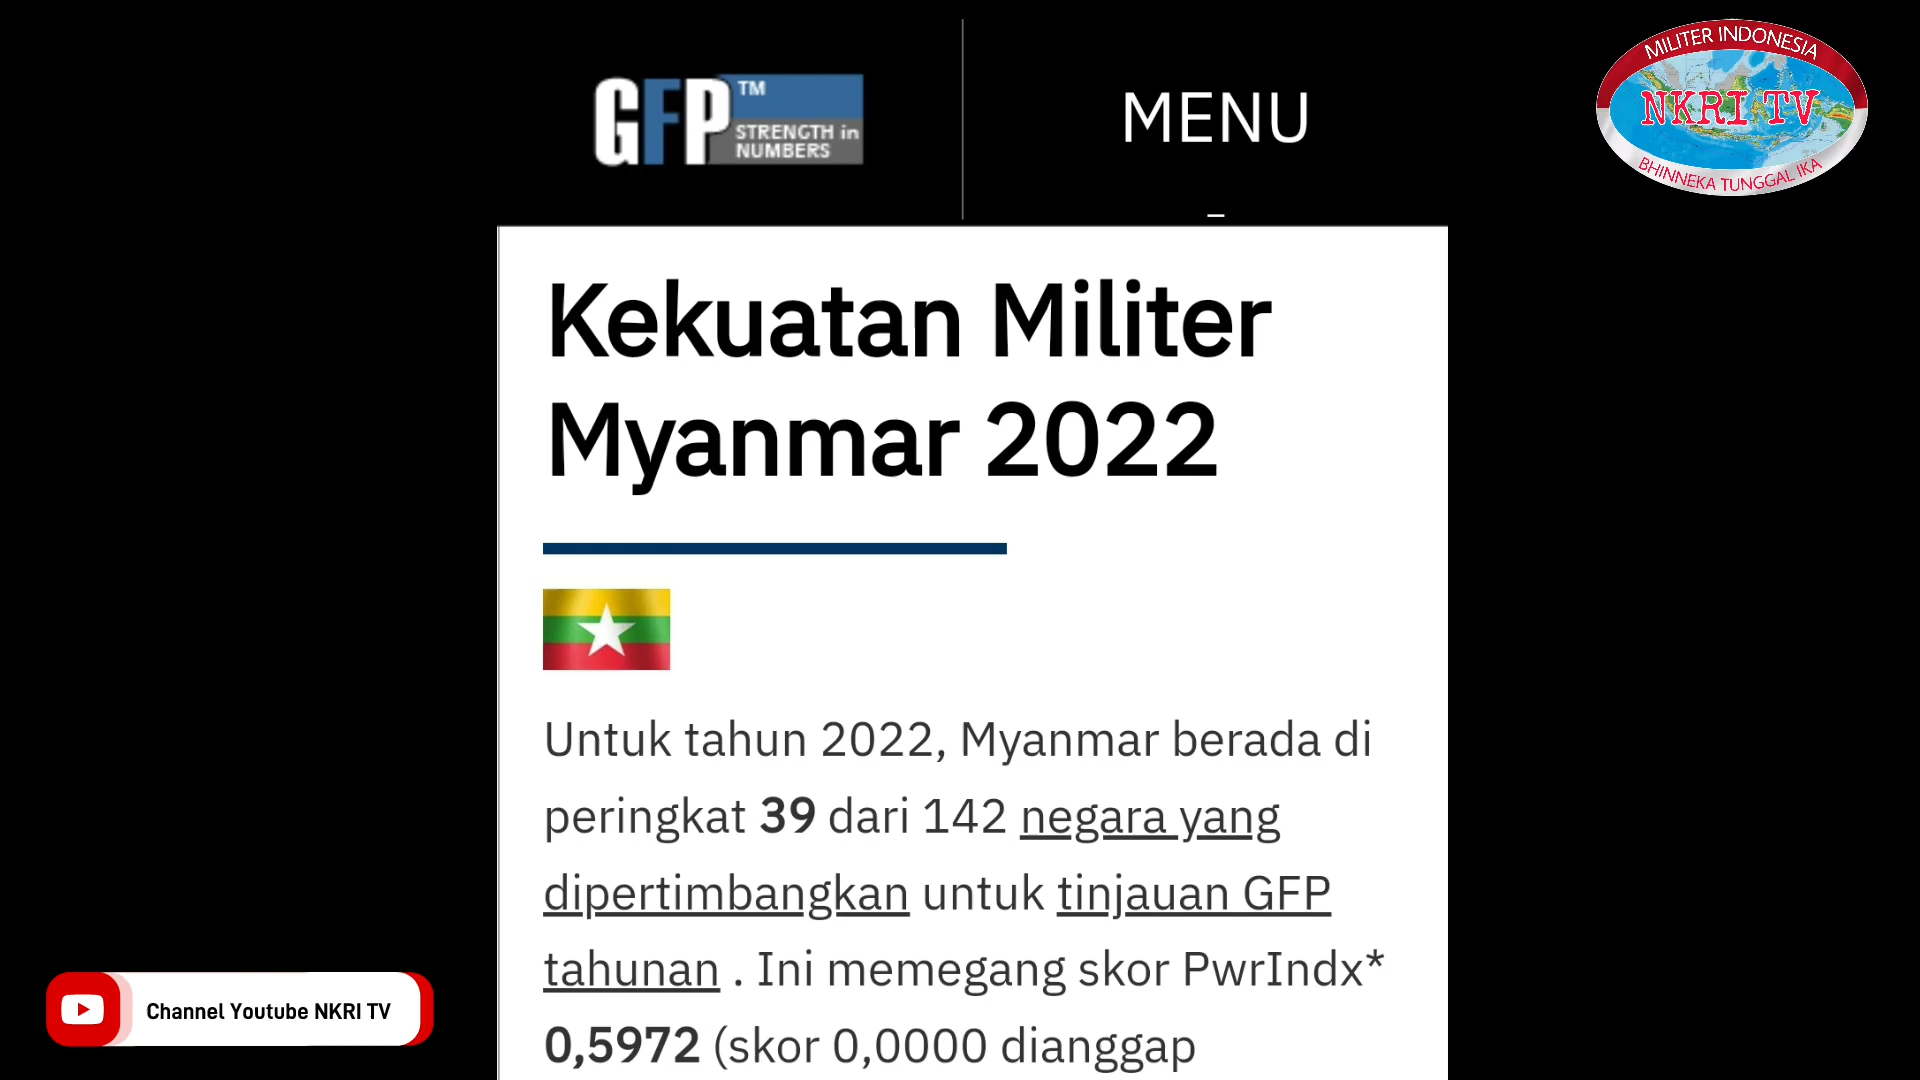 GFP™
STRENGTH in
NUMBERS
MENU
MILITER INDONESIA
NKRI TV
BHINNEKA TUNGGAL IKA
Kekuatan Militer
Myanmar 2022
Untuk tahun 2022, Myanmar berada di
peringkat 39 dari 142 negara yang
dipertimbangkan untuk tinjauan GFP
tahunan . Ini memegang skor PwrIndx*
0,5972 (skor 0,0000 dianggap
Channel Youtube NKRI TV